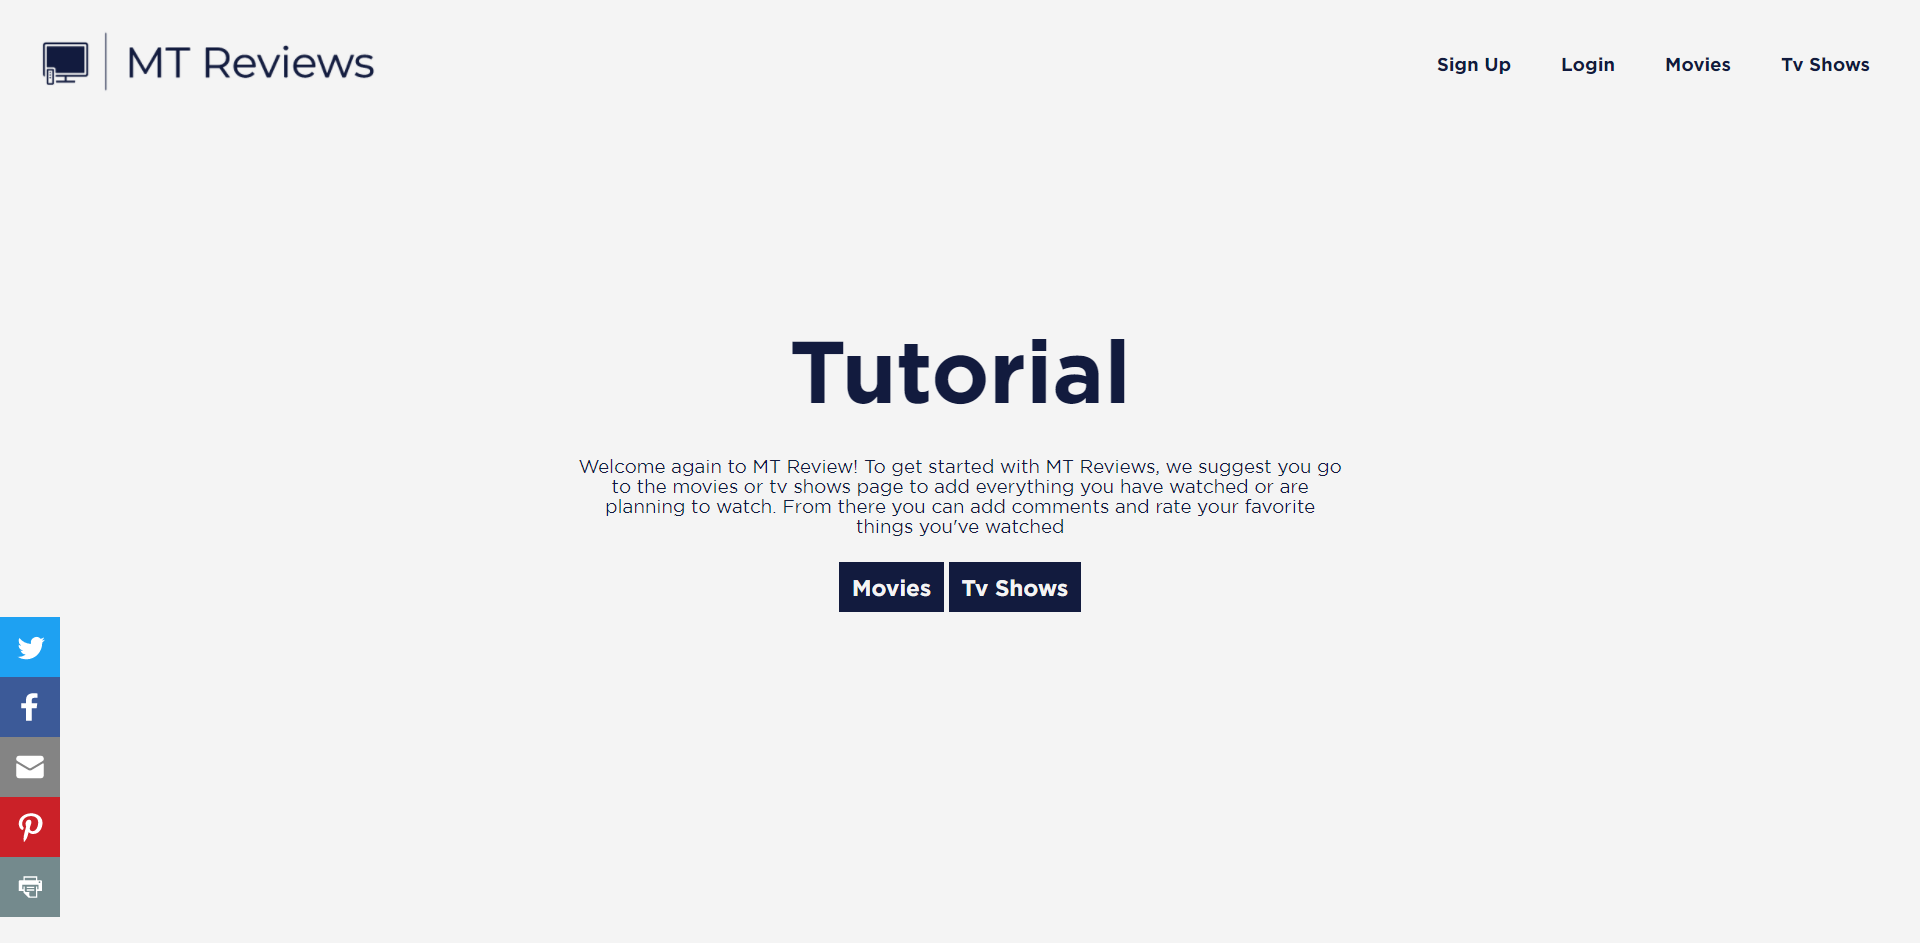 MT Reviews
Sign Up
Login
Movies
Tv Shows
Tutorial
Welcome again to MT Review! To get started with MT Reviews, we suggest you go
to the movies or tv shows page to add everything you have watched or are
planning to watch. From there you can add comments and rate your favorite
things you've watched
Movies
Tv Shows